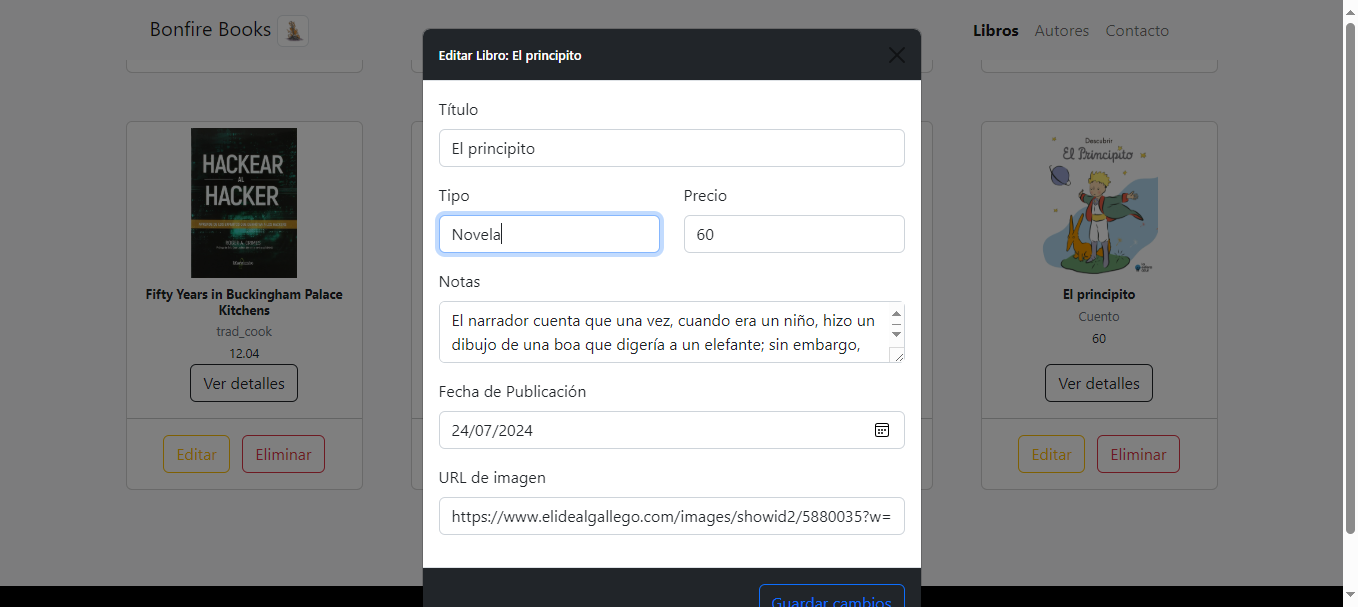 Bonfire Books
Libros Autores Contacto
Editar Libro: El principito
Título
El principito
Tipo
Precio
Novela
60
Notas
El narrador cuenta que una vez, cuando era un niño, hizo un
dibujo de una boa que digería a un elefante; sin embargo,
Fecha de Publicación
24/07/2024
URL de imagen
https://www.elidealgallego.com/images/showid2/5880035?w=
Guardar cambios
HACKEAR
AL
HACKER
Fifty Years in Buckingham Palace
Kitchens
trad_cook
12.04
Ver detalles
Editar Eliminar
Descubrir
El Principito
El principito
Cuento
60
Ver detalles
Editar Eliminar